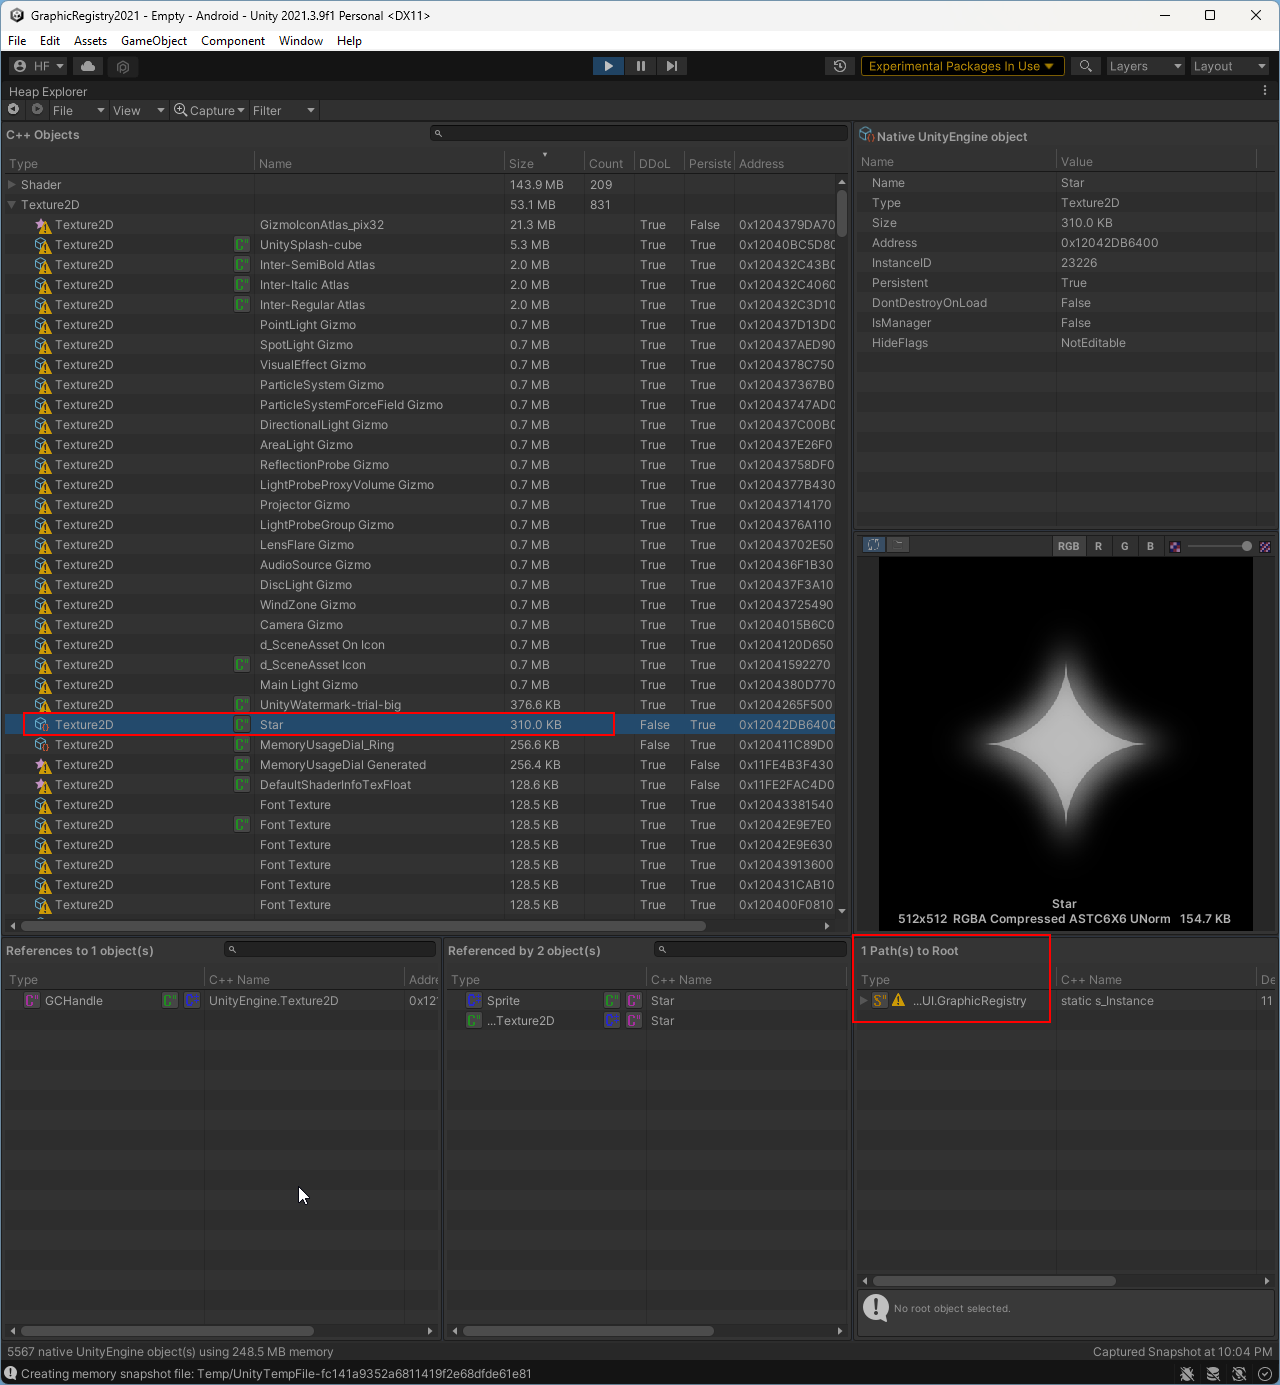 GraphicRegistry2021 - Empty - Android - Unity 2021.3.9f1 Personal <DX11>
File Edit Assets GameObject Component Window Help
HF Experimental Packages In Use Layers Layout
Heap Explorer
File View Capture Filter
C++ Objects
Type Name Size Count DDoL Persiste Address
Shader 143.9 MB 209
Texture2D 53.1 MB 831
Texture2D GizmoIconAtlas_pix32 21.3 MB True False 0x1204379DA70
Texture2D C# UnitySplash-cube 5.3 MB True True 0x12040BC5D80
Texture2D C# Inter-SemiBold Atlas 2.0 MB True True 0x120432C43B0
Texture2D C# Inter-Italic Atlas 2.0 MB True True 0x120432C4060
Texture2D C# Inter-Regular Atlas 2.0 MB True True 0x120432C3D10
Texture2D PointLight Gizmo 0.7 MB True True 0x120437D13D0
Texture2D SpotLight Gizmo 0.7 MB True True 0x120437AED90
Texture2D VisualEffect Gizmo 0.7 MB True True 0x1204378C750
Texture2D ParticleSystem Gizmo 0.7 MB True True 0x120437367B0
Texture2D ParticleSystemForceField Gizmo 0.7 MB True True 0x12043747AD0
Texture2D DirectionalLight Gizmo 0.7 MB True True 0x120437C00B0
Texture2D AreaLight Gizmo 0.7 MB True True 0x120437E26F0
Texture2D ReflectionProbe Gizmo 0.7 MB True True 0x12043758DF0
Texture2D LightProbeProxyVolume Gizmo 0.7 MB True True 0x1204377B430
Texture2D Projector Gizmo 0.7 MB True True 0x12043714170
Texture2D LightProbeGroup Gizmo 0.7 MB True True 0x1204376A110
Texture2D LensFlare Gizmo 0.7 MB True True 0x12043702E50
Texture2D AudioSource Gizmo 0.7 MB True True 0x120436F1B30
Texture2D DiscLight Gizmo 0.7 MB True True 0x120437F3A10
Texture2D WindZone Gizmo 0.7 MB True True 0x12043725490
Texture2D Camera Gizmo 0.7 MB True True 0x1204015B6C0
Texture2D d_SceneAsset On Icon 0.7 MB True True 0x1204120D650
Texture2D C# d_SceneAsset Icon 0.7 MB True True 0x12041592270
Texture2D Main Light Gizmo 0.7 MB True True 0x1204380D770
Texture2D C# UnityWatermark-trial-big 376.6 KB True True 0x1204265F500
Texture2D C# Star 310.0 KB False True 0x12042DB6400
Texture2D C# MemoryUsageDial_Ring 256.6 KB False True 0x120411C89D0
Texture2D C# MemoryUsageDial Generated 256.4 KB True False 0x11FE4B3F430
Texture2D C# DefaultShaderInfoTexFloat 128.6 KB True False 0x11FE2FAC4D0
Texture2D Font Texture 128.5 KB True True 0x12043381540
Texture2D C# Font Texture 128.5 KB True True 0x12042E9E7E0
Texture2D Font Texture 128.5 KB True True 0x12042E9E630
Texture2D Font Texture 128.5 KB True True 0x12043913600
Texture2D Font Texture 128.5 KB True True 0x120431CAB10
Texture2D Font Texture 128.5 KB True True 0x120400F0810
Native UnityEngine object
Name Value
Name Star
Type Texture2D
Size 310.0 KB
Address 0x12042DB6400
InstanceID 23226
Persistent True
DontDestroyOnLoad False
IsManager False
HideFlags NotEditable
RGB R G B
Star
512x512 RGBA Compressed ASTC6X6 UNorm 154.7 KB
References to 1 object(s)
Type C++ Name Addre
GCHandle UnityEngine.Texture2D 0x12
Referenced by 2 object(s)
Type C++ Name
Sprite Star
...Texture2D Star
1 Path(s) to Root
Type C++ Name De
...UI.GraphicRegistry static s_Instance 11
No root object selected.
5567 native UnityEngine object(s) using 248.5 MB memory
Captured Snapshot at 10:04 PM
Creating memory snapshot file: Temp/UnityTempFile-fc141a9352a6811419f2e68dfde61e81